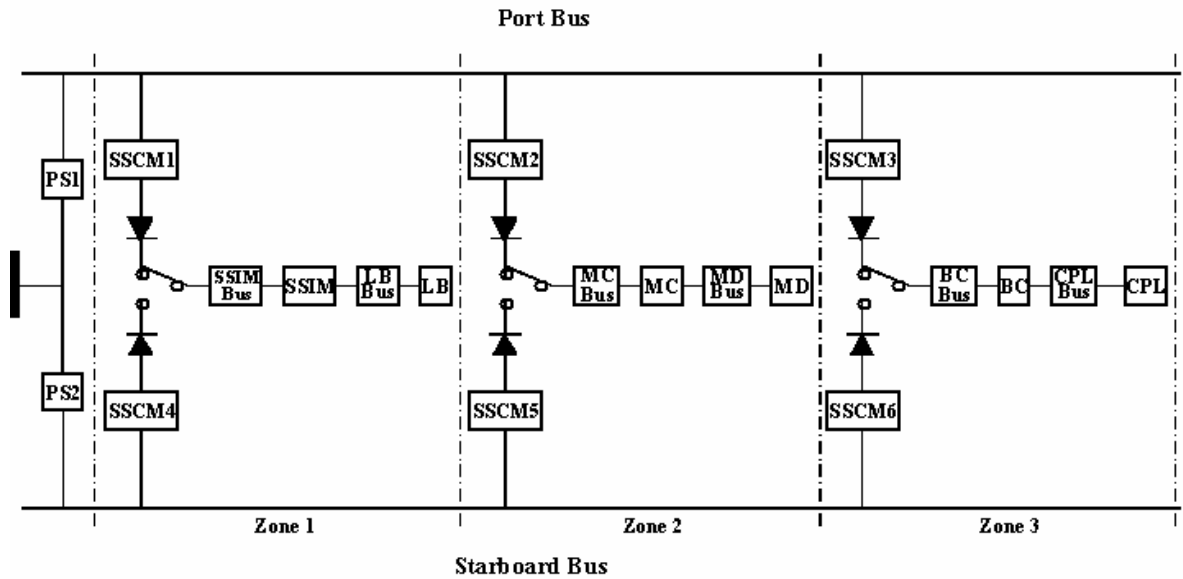 Port Bus
PS1
SSCM1
SSCM2
SSCM3
SSIM
Bus
SSIM
LB
Bus
LB
MC
Bus
MC
MD
Bus
MD
BC
Bus
BC
CPL
Bus
CPL
PS2
SSCM4
SSCM5
SSCM6
Zone 1
Zone 2
Zone 3
Starboard Bus